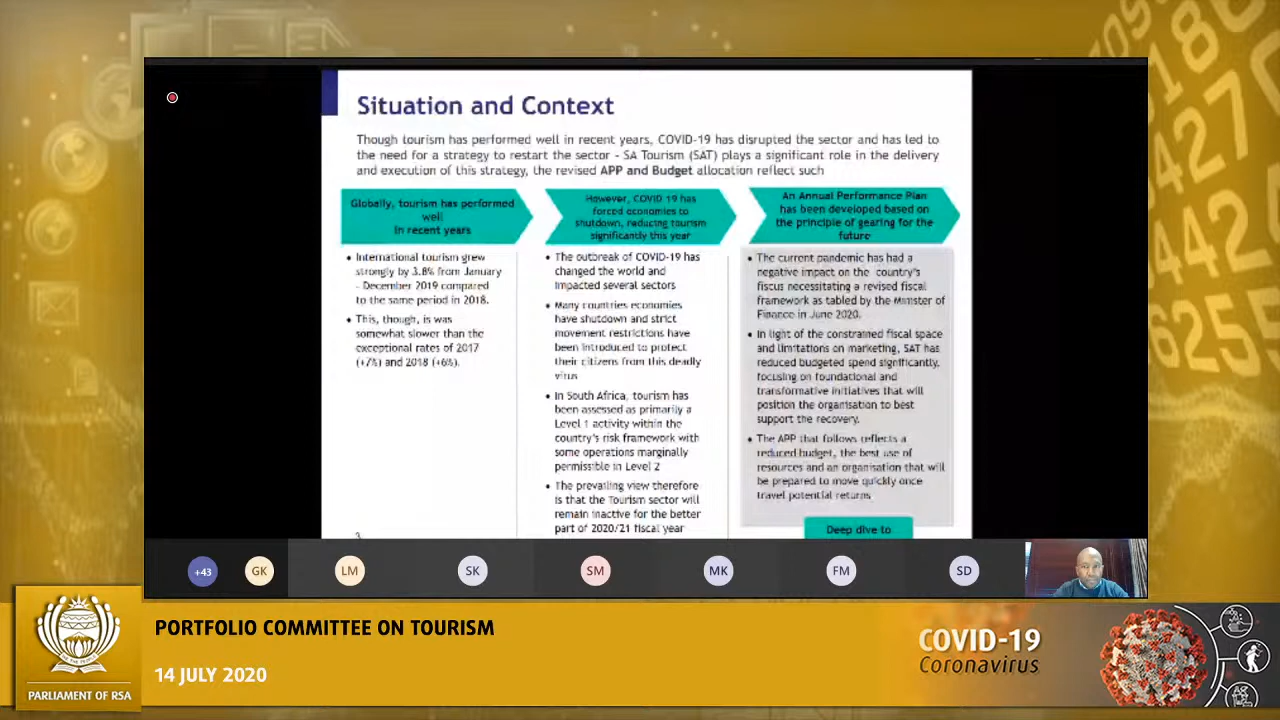 Situation and Context
Though tourism has performed well in recent years, COVID-19 has disrupted the sector and has led to
the need for a strategy to restart the sector - SA Tourism (SAT) plays a significant role in the delivery
and execution of this strategy, the revised APP and Budget allocation reflect such
Globally, tourism has performed
well
in recent years
• International tourism grew
strongly by 3.8% from January
- December 2019 compared
to the same period in 2018.
• This, though, is was
somewhat slower than the
exceptional rates of 2017
(+7%) and 2018 (+6%).
However, COVID 19 has
forced economies to
shutdown, reducing tourism
significantly this year
• The outbreak of COVID-19 has
changed the world and
impacted several sectors
• Many countries economies
have shutdown and strict
movement restrictions have
been introduced to protect
their citizens from this deadly
virus
• In South Africa, tourism has
been assessed as primarily a
Level 1 activity within the
country's risk framework with
some operations marginally
permissible in Level 2
• The prevailing view therefore
is that the Tourism sector will
remain inactive for the better
part of 2020/21 fiscal year
An Annual Performance Plan
has been developed based on
the principle of gearing for the
future
• The current pandemic has had a
negative impact on the country's
fiscus necessitating a revised fiscal
framework as tabled by the Minister of
Finance in June 2020.
• In light of the constrained fiscal space
and limitations on marketing, SAT has
reduced budgeted spend significantly,
focusing on foundational and
transformative initiatives that will
position the organisation to best
support the recovery.
• The APP that follows reflects a
reduced budget, the best use of
resources and an organisation that will
be prepared to move quickly once
travel potential returns
Deep dive to
+43
GK
LM
SK
SM
MK
FM
SD
PORTFOLIO COMMITTEE ON TOURISM
14 JULY 2020
PARLIAMENT OF RSA
COVID-19
Coronavirus